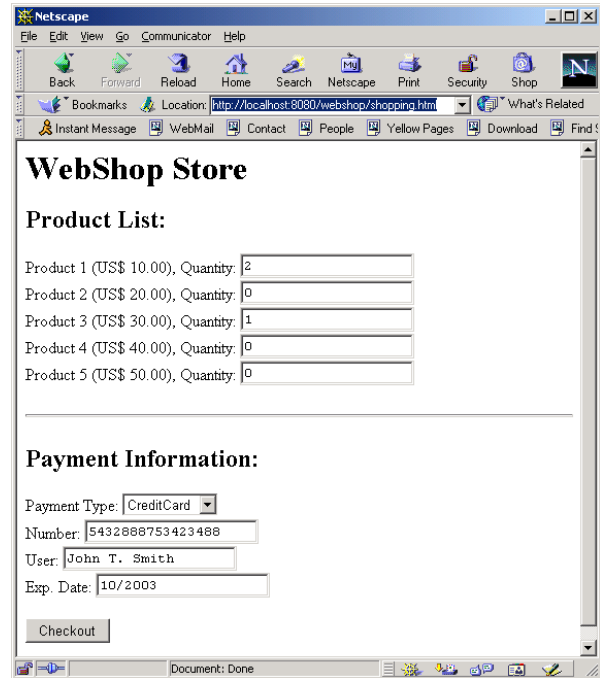 Netscape
File Edit View Go Communicator Help
Back Forward Reload Home Search My Netscape Print Security Shop N
Bookmarks Location: http://localhost:8080/webshop/shopping.html What's Related
Instant Message WebMail Contact People Yellow Pages Download Find
WebShop Store
Product List:
Product 1 (US$ 10.00), Quantity: 2
Product 2 (US$ 20.00), Quantity: 0
Product 3 (US$ 30.00), Quantity: 1
Product 4 (US$ 40.00), Quantity: 0
Product 5 (US$ 50.00), Quantity: 0
Payment Information:
Payment Type: CreditCard
Number: 5432888753423488
User: John T. Smith
Exp. Date: 10/2003
Checkout
Document: Done